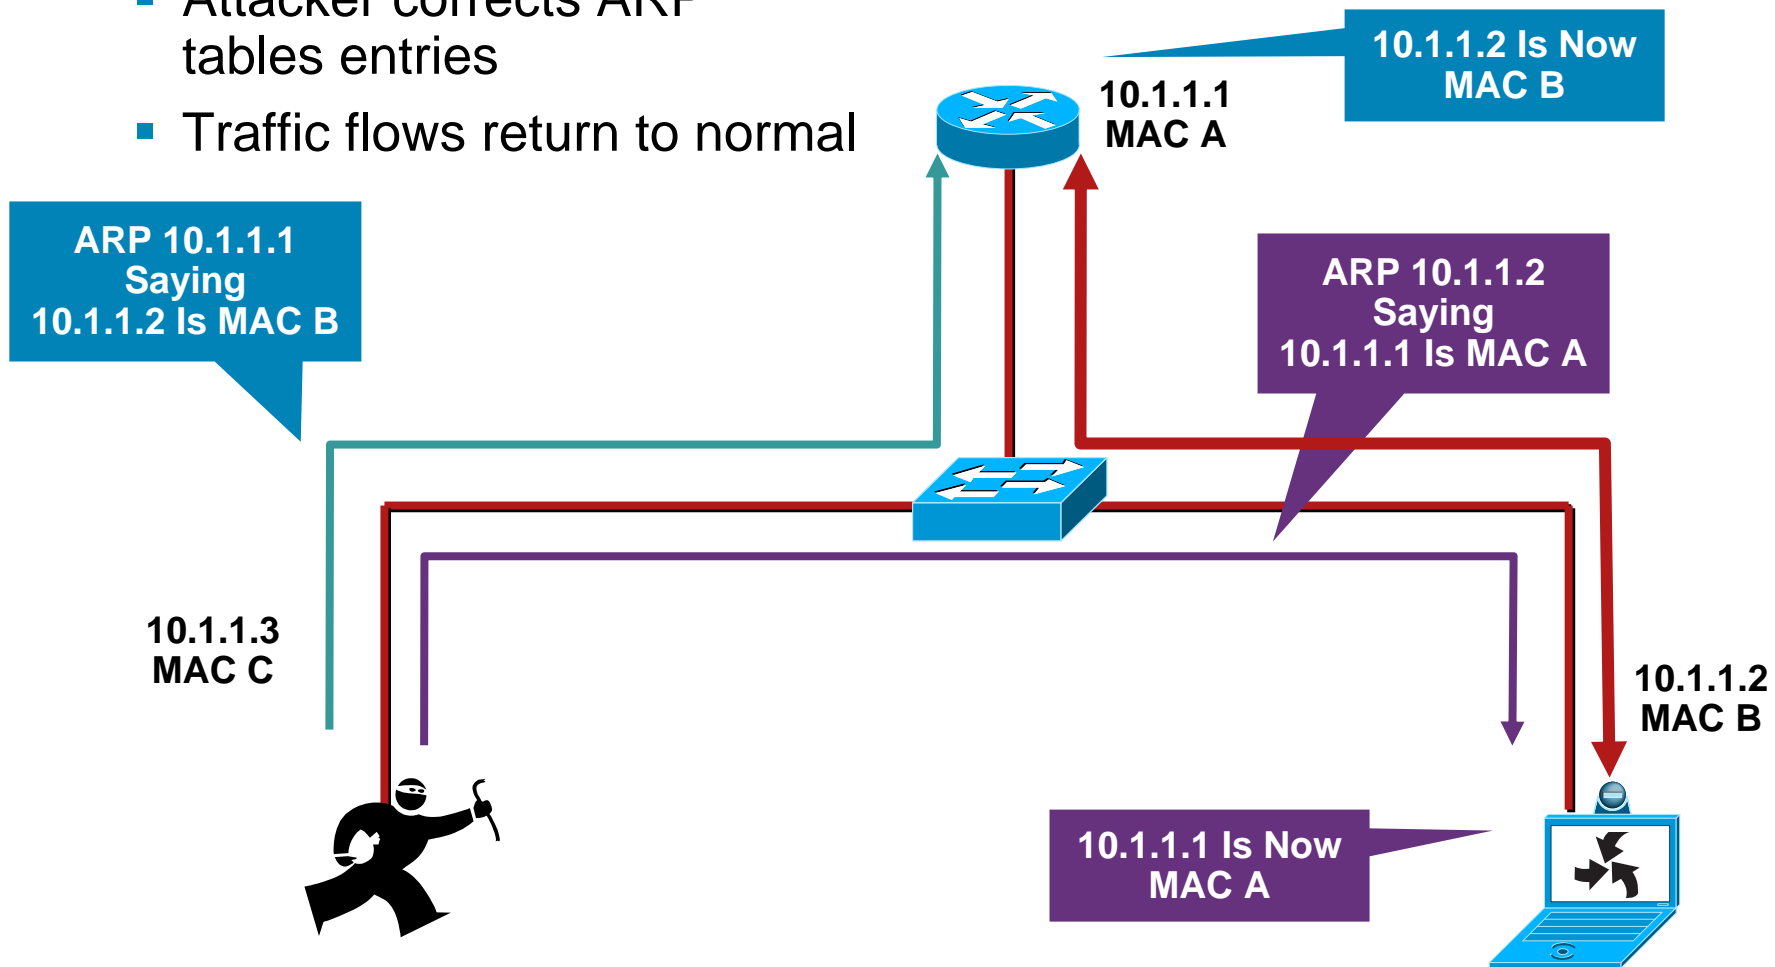 Attacker corrects ARP
tables entries
Traffic flows return to normal
10.1.1.2 Is Now
MAC B
10.1.1.1
MAC A
ARP 10.1.1.1
Saying
10.1.1.2 Is MAC B
ARP 10.1.1.2
Saying
10.1.1.1 Is MAC A
10.1.1.3
MAC C
10.1.1.2
MAC B
10.1.1.1 Is Now
MAC A